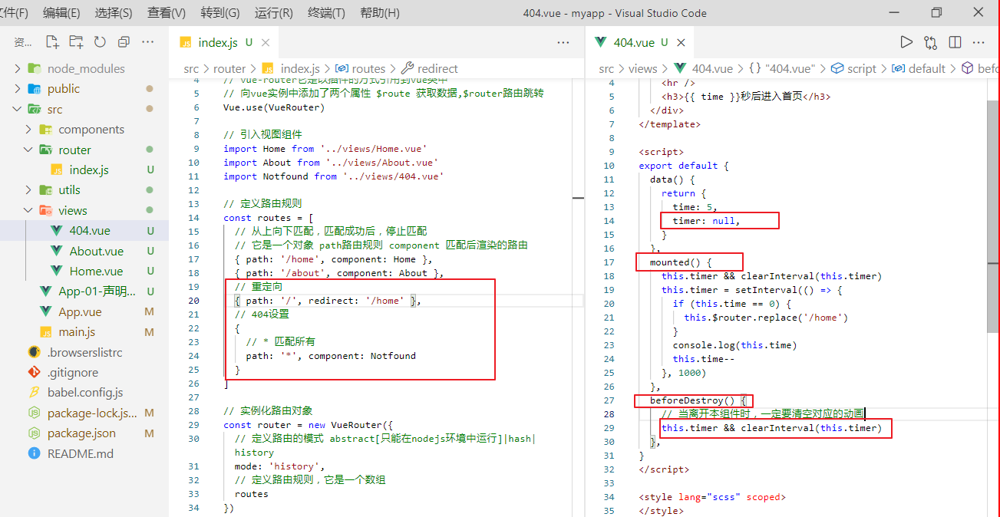 文件(F) 编辑(E) 选择(S) 查看(V) 转到(G) 运行(R) 终端(T) 帮助(H) 404.vue - myapp - Visual Studio Code
资...
node_modules
public
src
components
router
index.js U
utils
views
404.vue U
About.vue U
Home.vue U
App-01-声明... U
App.vue M
main.js M
.browserslistrc
.gitignore
babel.config.js
package-lock.js... M
package.json M
README.md
JS index.js U
src > router > JS index.js > routes > redirect
4 // vue-router它是以插件的方式引用到vue类中
5 // 向vue实例中添加了两个属性 $route 获取数据,$router路由跳转
6 Vue.use(VueRouter)
7
8 // 引入视图组件
9 import Home from '../views/Home.vue'
10 import About from '../views/About.vue'
11 import Notfound from '../views/404.vue'
12
13 // 定义路由规则
14 const routes = [
15 // 从上向下匹配，匹配成功后，停止匹配
16 // 它是一个对象 path路由规则 component 匹配后渲染的路由
17 { path: '/home', component: Home },
18 { path: '/about', component: About },
19 // 重定向
20 { path: '/', redirect: '/home' },
21 // 404设置
22 {
23 // * 匹配所有
24 path: '*', component: Notfound
25 }
26 ]
27
28 // 实例化路由对象
29 const router = new VueRouter({
30 // 定义路由的模式 abstract[只能在nodejs环境中运行]|hash|
history
31 mode: 'history',
32 // 定义路由规则，它是一个数组
33 routes
34 })
404.vue U
src > views > 404.vue > {} "404.vue" > script > default > befo
4 <hr />
5 <h3>{{ time }}秒后进入首页</h3>
6 </div>
7 </template>
8
9 <script>
10 export default {
11 data() {
12 return {
13 time: 5,
14 timer: null,
15 }
16 },
17 mounted() {
18 this.timer && clearInterval(this.timer)
19 this.timer = setInterval(() => {
20 if (this.time == 0) {
21 this.$router.replace('/home')
22 }
23 console.log(this.time)
24 this.time--
25 }, 1000)
26 },
27 beforeDestroy() {
28 // 当离开本组件时，一定要清空对应的动画
29 this.timer && clearInterval(this.timer)
30 },
31 }
32 </script>
33
34 <style lang="scss" scoped>
35 </style>